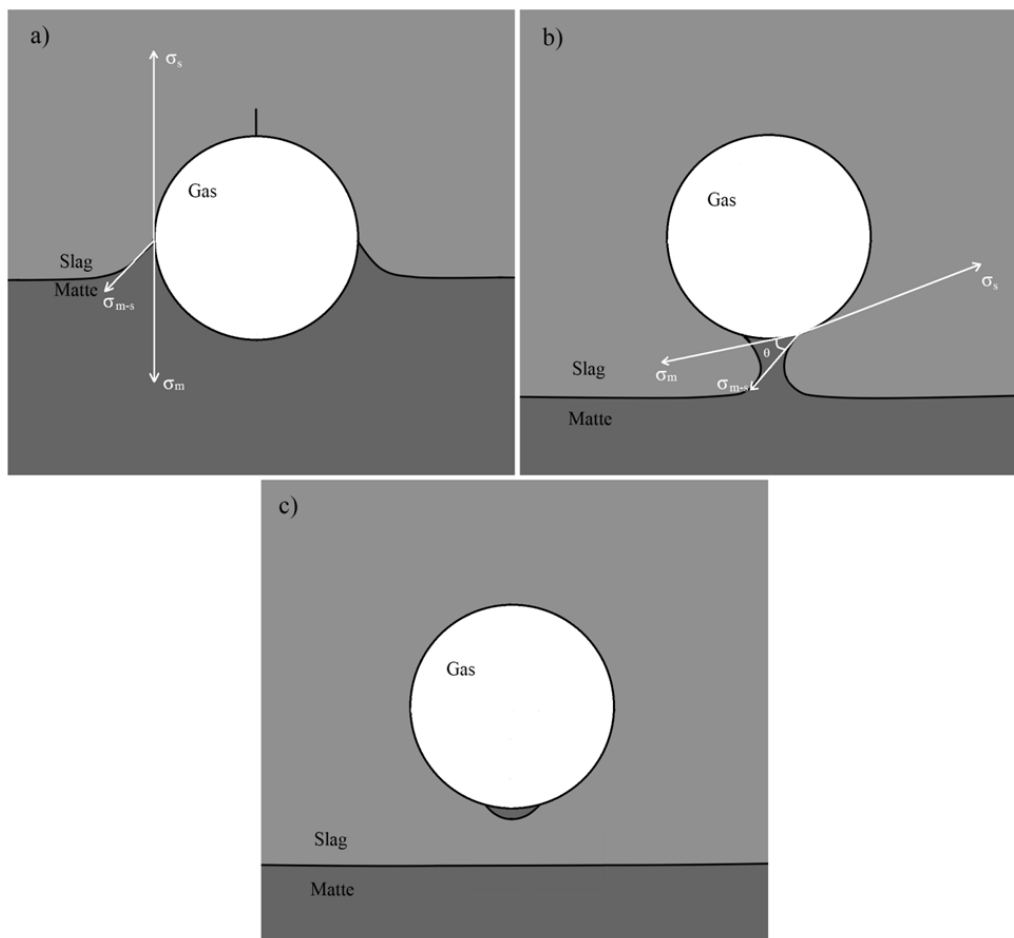 a)
σs
Gas
Slag
Matte
σm-s
σm
b)
Gas
σs
θ
Slag
σm
σm-s
Matte
c)
Gas
Slag
Matte